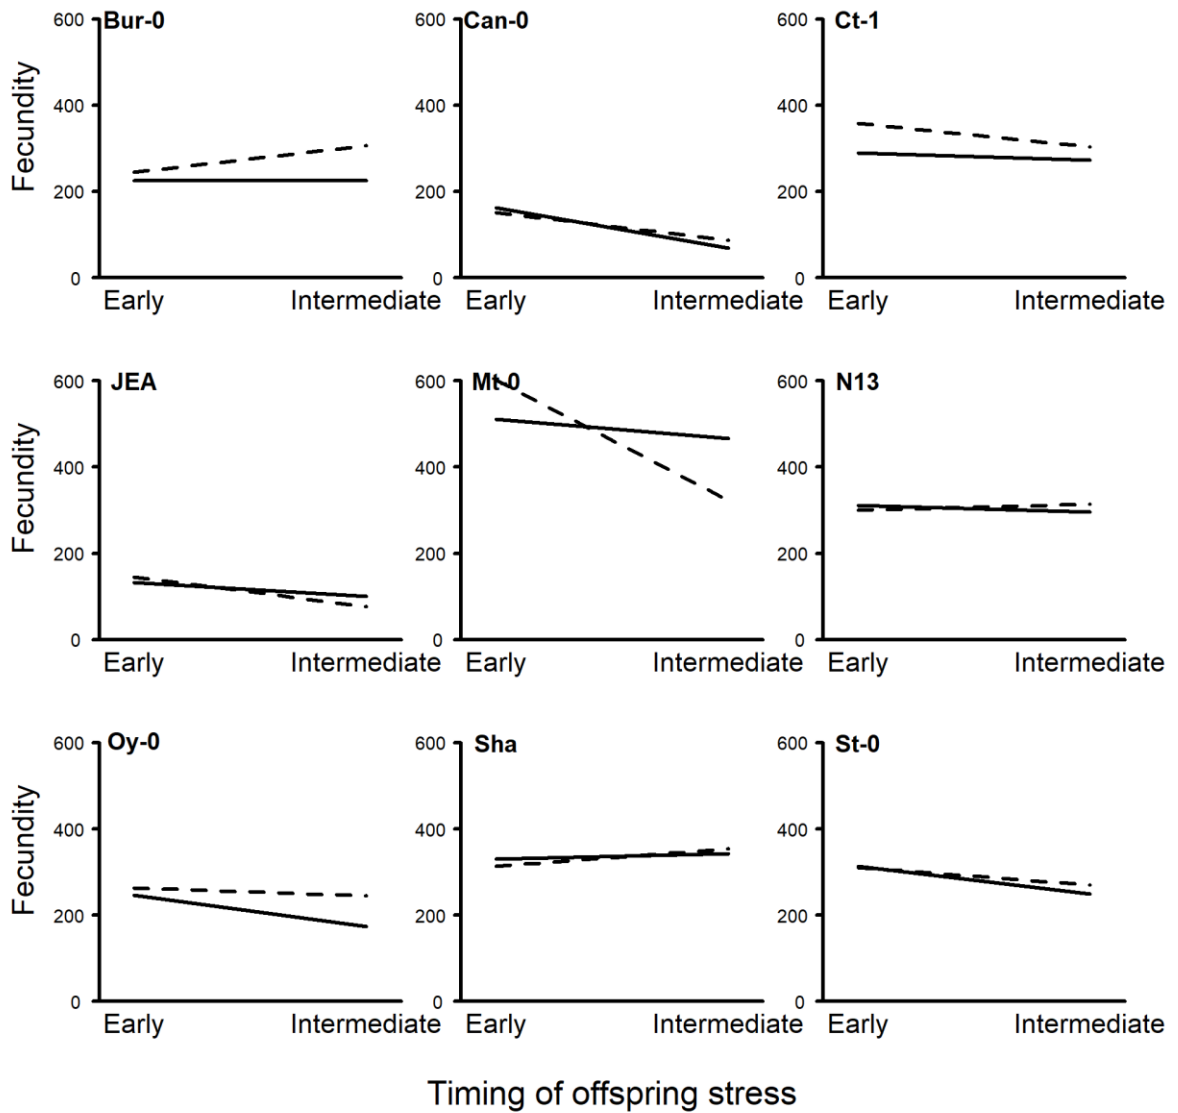 Bur-0 Can-0 Ct-1
600 600 600
400 400 400
200 200 200
0 0 0
Fecundity
Early Intermediate Early Intermediate Early Intermediate
JEA Mt-0 N13
600 600 600
400 400 400
200 200 200
0 0 0
Fecundity
Early Intermediate Early Intermediate Early Intermediate
Oy-0 Sha St-0
600 600 600
400 400 400
200 200 200
0 0 0
Fecundity
Early Intermediate Early Intermediate Early Intermediate
Timing of offspring stress